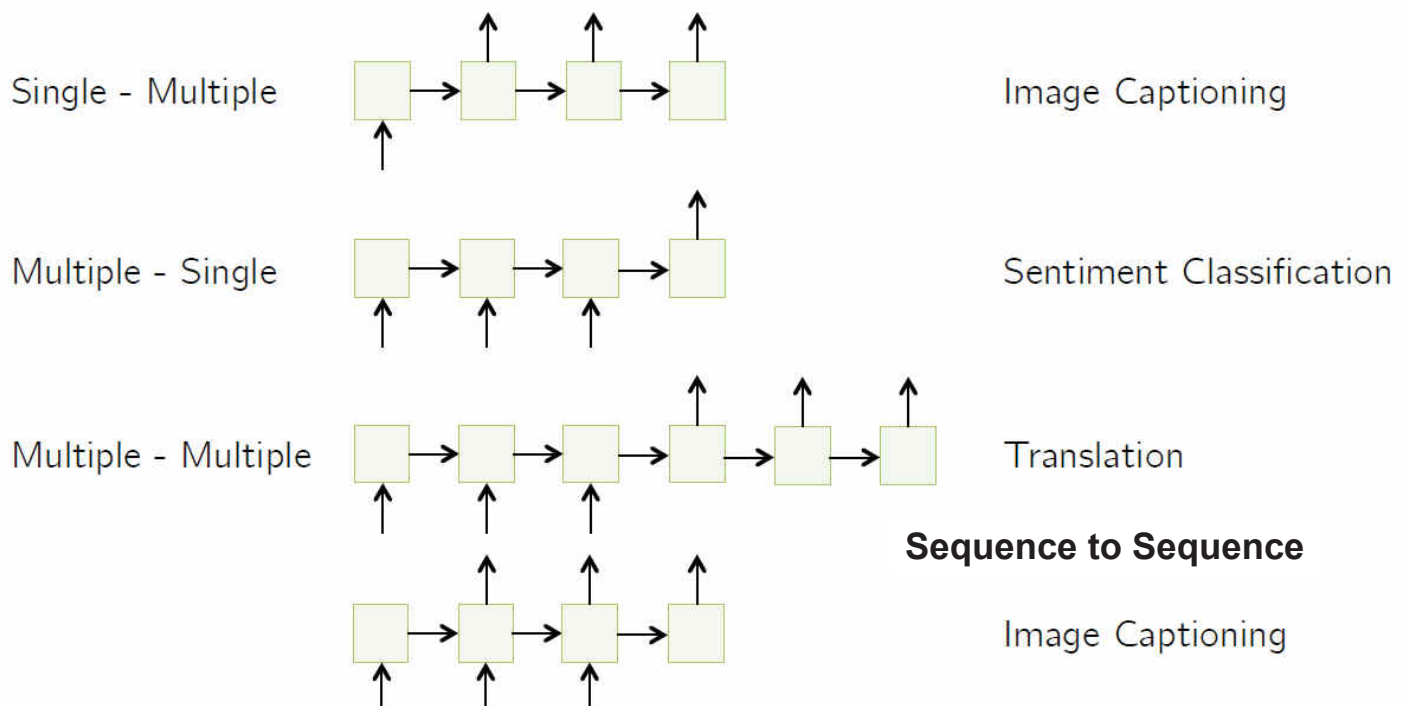 Single - Multiple
Image Captioning
Multiple - Single
Sentiment Classification
Multiple - Multiple
Translation
Sequence to Sequence
Image Captioning